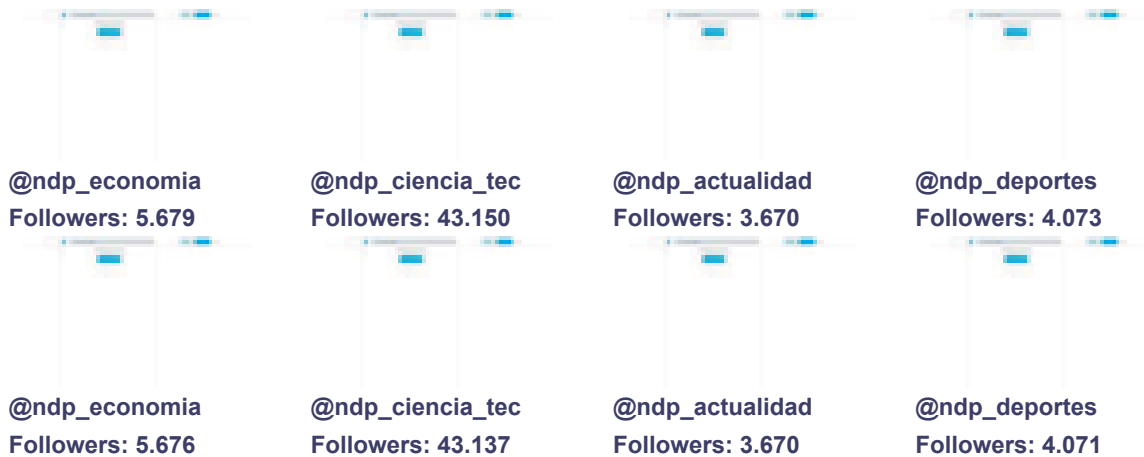 @ndp_economia @ndp_ciencia_tec @ndp_actualidad @ndp_deportes
Followers: 5.679 Followers: 43.150 Followers: 3.670 Followers: 4.073
@ndp_economia @ndp_ciencia_tec @ndp_actualidad @ndp_deportes
Followers: 5.676 Followers: 43.137 Followers: 3.670 Followers: 4.071